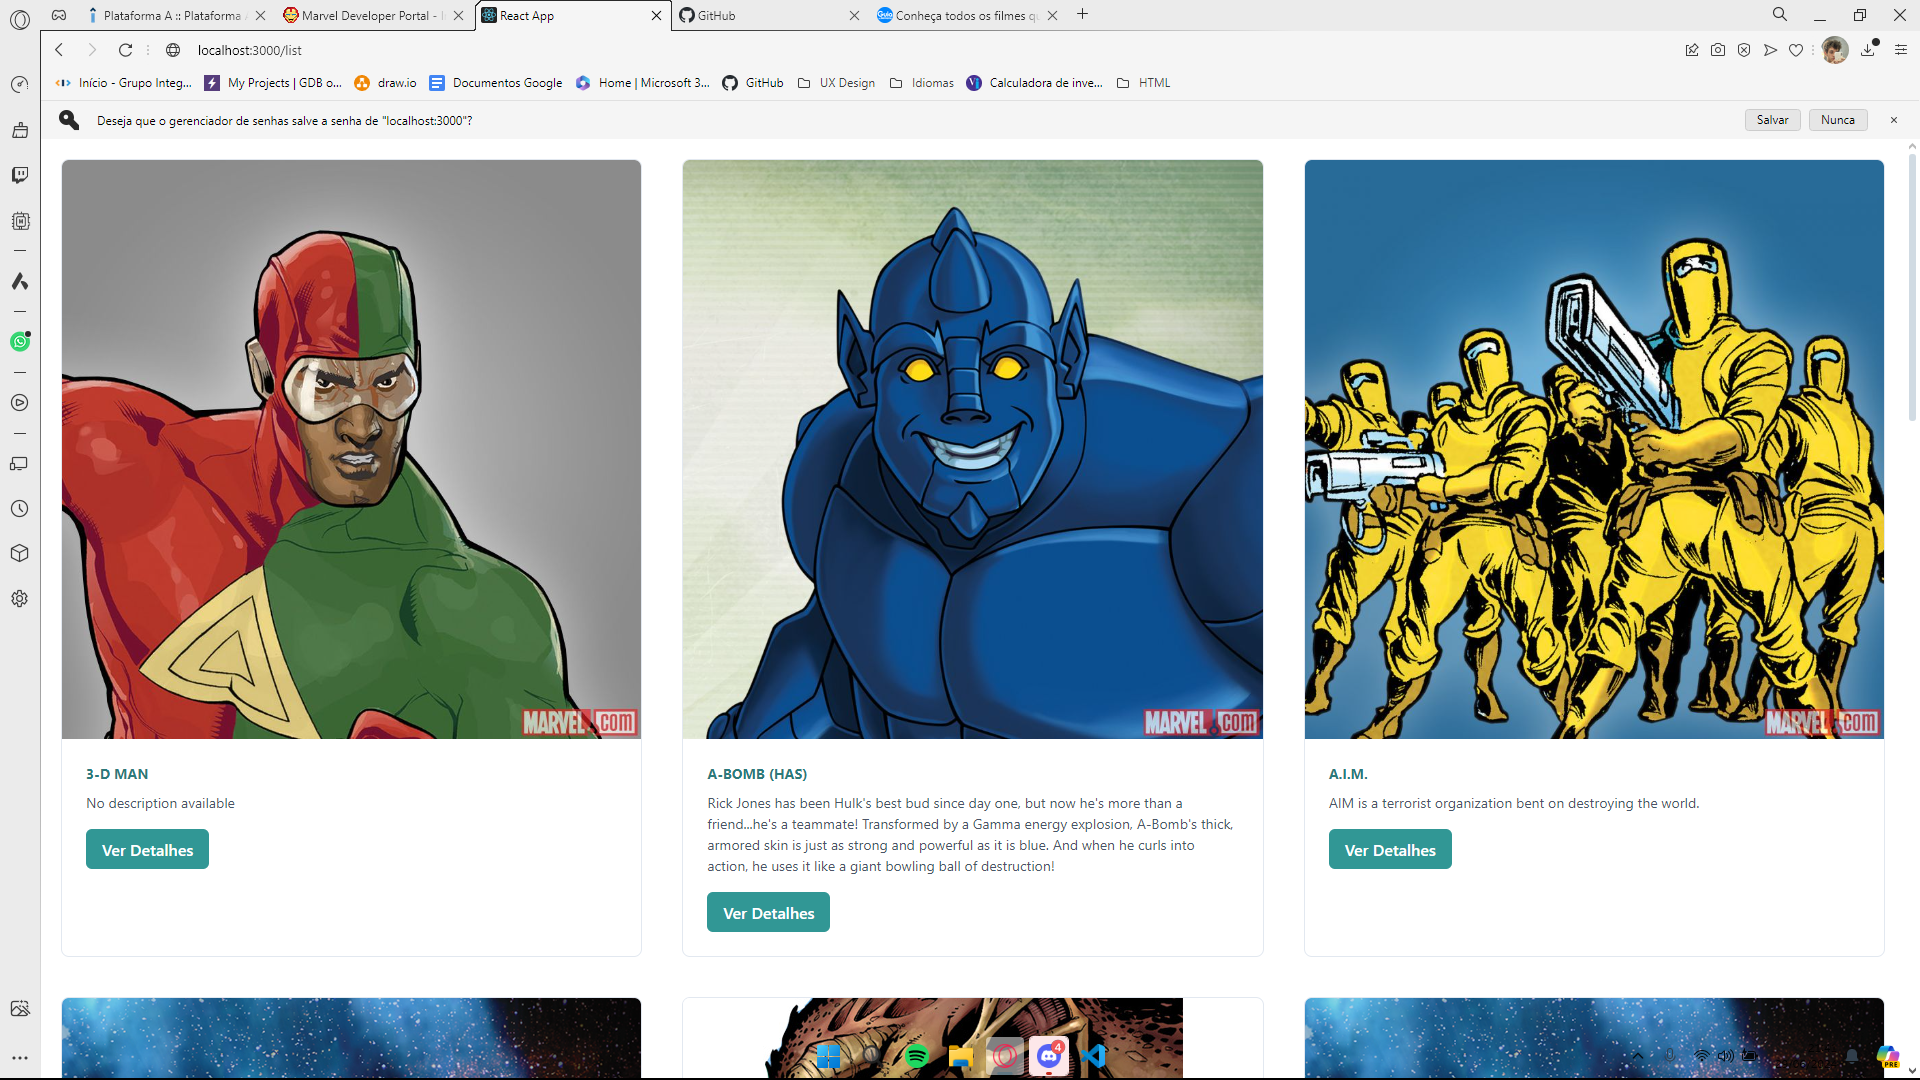 Plataforma A :: Plataforma
Marvel Developer Portal -
React App
GitHub
Conheça todos os filmes
localhost:3000/list
Início - Grupo Integ...
My Projects | GDB o...
draw.io
Documentos Google
Home | Microsoft 3...
GitHub
UX Design
Idiomas
Calculadora de inve...
HTML
Deseja que o gerenciador de senhas salve a senha de "localhost:3000"?
Salvar
Nunca
MARVEL.com
MARVEL.com
MARVEL.com
3-D MAN
No description available
Ver Detalhes
A-BOMB (HAS)
Rick Jones has been Hulk's best bud since day one, but now he's more than a
friend...he's a teammate! Transformed by a Gamma energy explosion, A-Bomb's thick,
armored skin is just as strong and powerful as it is blue. And when he curls into
action, he uses it like a giant bowling ball of destruction!
Ver Detalhes
A.I.M.
AIM is a terrorist organization bent on destroying the world.
Ver Detalhes
4
PRE